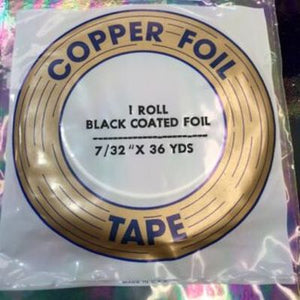 COPPER FOIL
1 ROLL
BLACK COATED FOIL
7/32 "X 36 YDS
TAPE